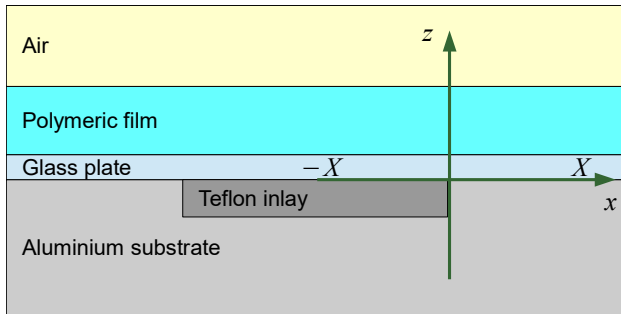 Air
z
Polymeric film
Glass plate
−X
X
Teflon inlay
x
Aluminium substrate